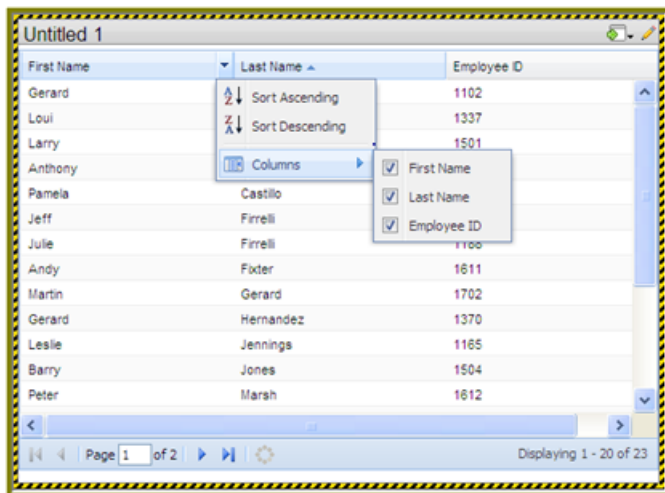 Untitled 1
First Name Last Name Employee ID
Gerard 1102
Loui 1337
Larry 1501
Anthony
Pamela Castillo
Jeff Firrelli
Julie Firrelli 1188
Andy Fixter 1611
Martin Gerard 1702
Gerard Hernandez 1370
Leslie Jennings 1165
Barry Jones 1504
Peter Marsh 1612
Sort Ascending
Sort Descending
Columns
First Name
Last Name
Employee ID
Page 1 of 2 Displaying 1 - 20 of 23